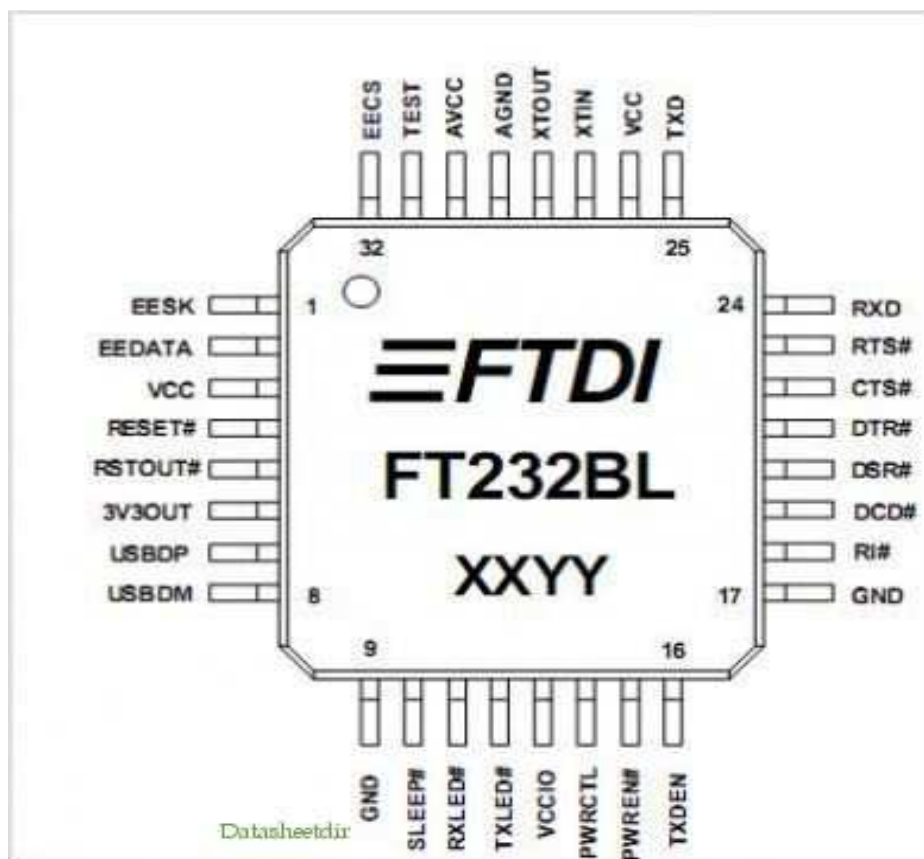 EECS
TEST
AVCC
AGND
XTOUT
XTIN
VCC
TXD
32
25
EESK
1
24
RXD
EEDATA
RTS#
VCC
CTS#
RESET#
DTR#
RSTOUT#
DSR#
3V3OUT
DCD#
USBDP
RI#
USBDM
8
17
GND
FTDI
FT232BL
XXYY
9
16
GND
SLEEP#
RXLED#
TXLED#
VCCIO
PWRCTL
PWREN#
TXDEN
Datasheetdir